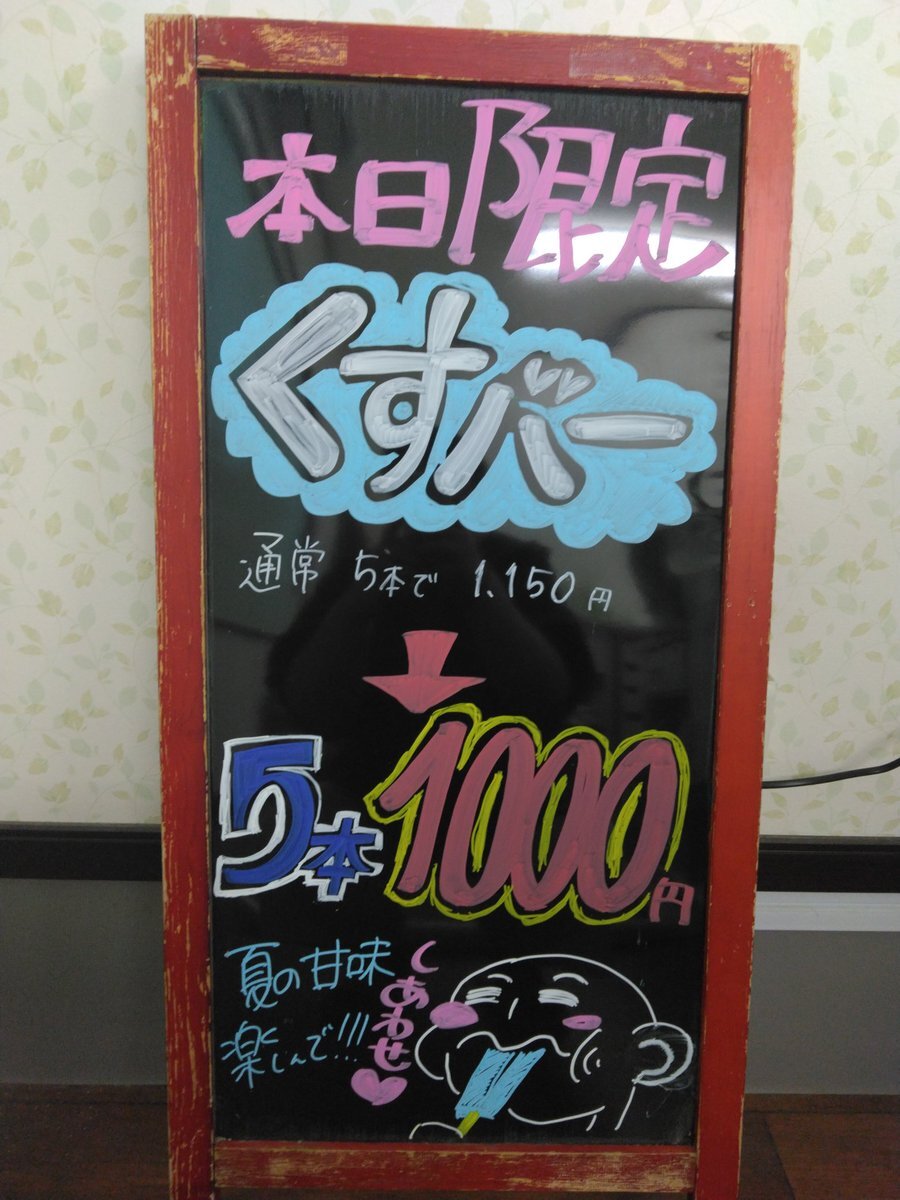 本日限定
くずバー
通常 5本で 1.150円
5本1000円
夏の甘味
楽しんで!!!
しあわせ